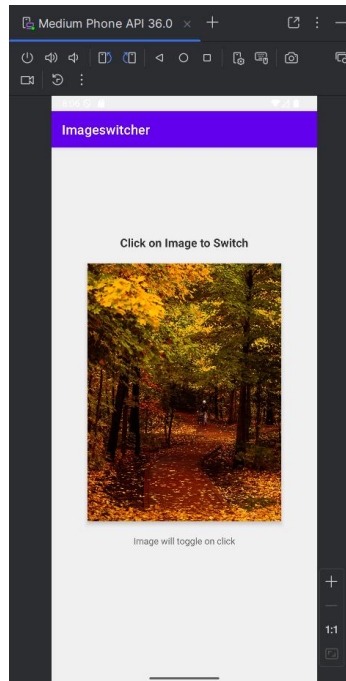 Medium Phone API 36.0
Imageswitcher
Click on Image to Switch
Image will toggle on click
1:1